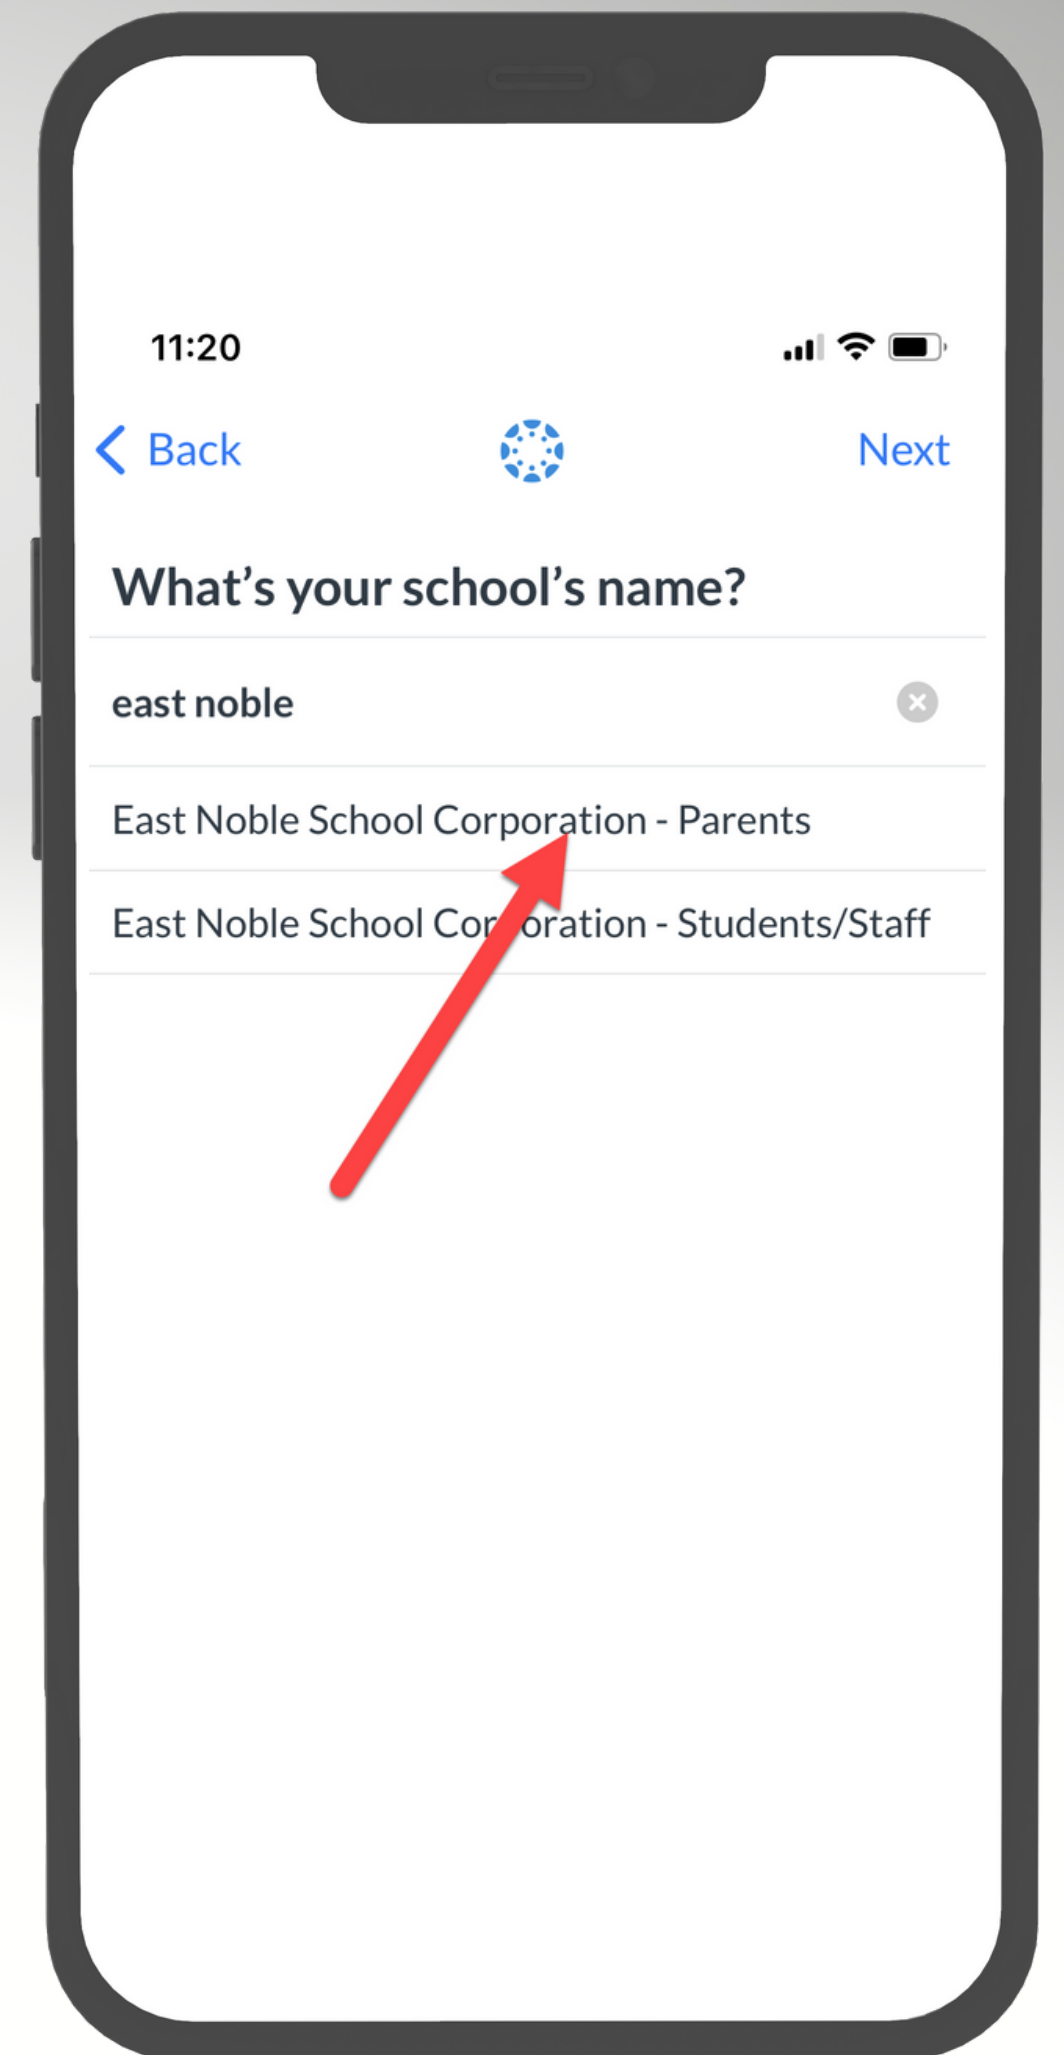 11:20
Back Next
What's your school's name?
east noble
East Noble School Corporation - Parents
East Noble School Corporation - Students/Staff